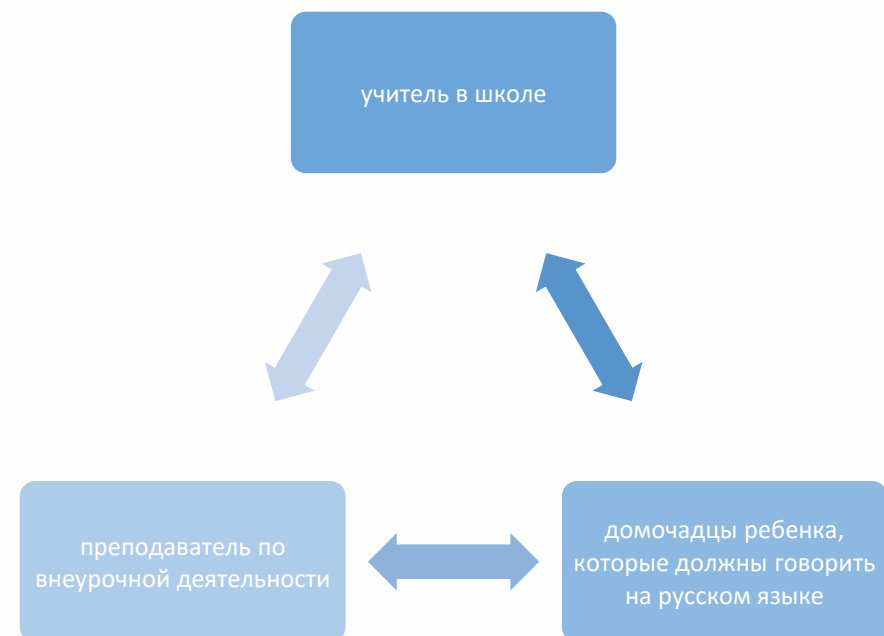 учитель в школе
преподаватель по
внеурочной деятельности
домочадцы ребенка,
которые должны говорить
на русском языке